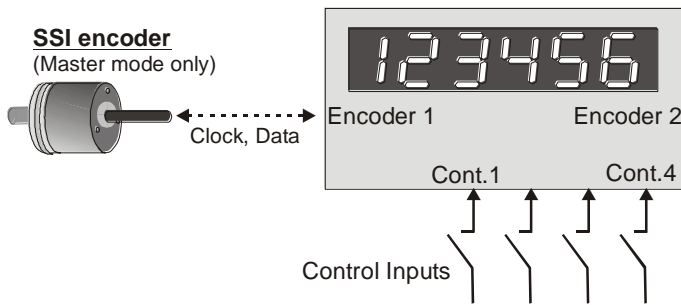 SSI encoder
(Master mode only)
123456
Encoder 1
Encoder 2
Clock, Data
Cont.1
Cont.4
Control Inputs